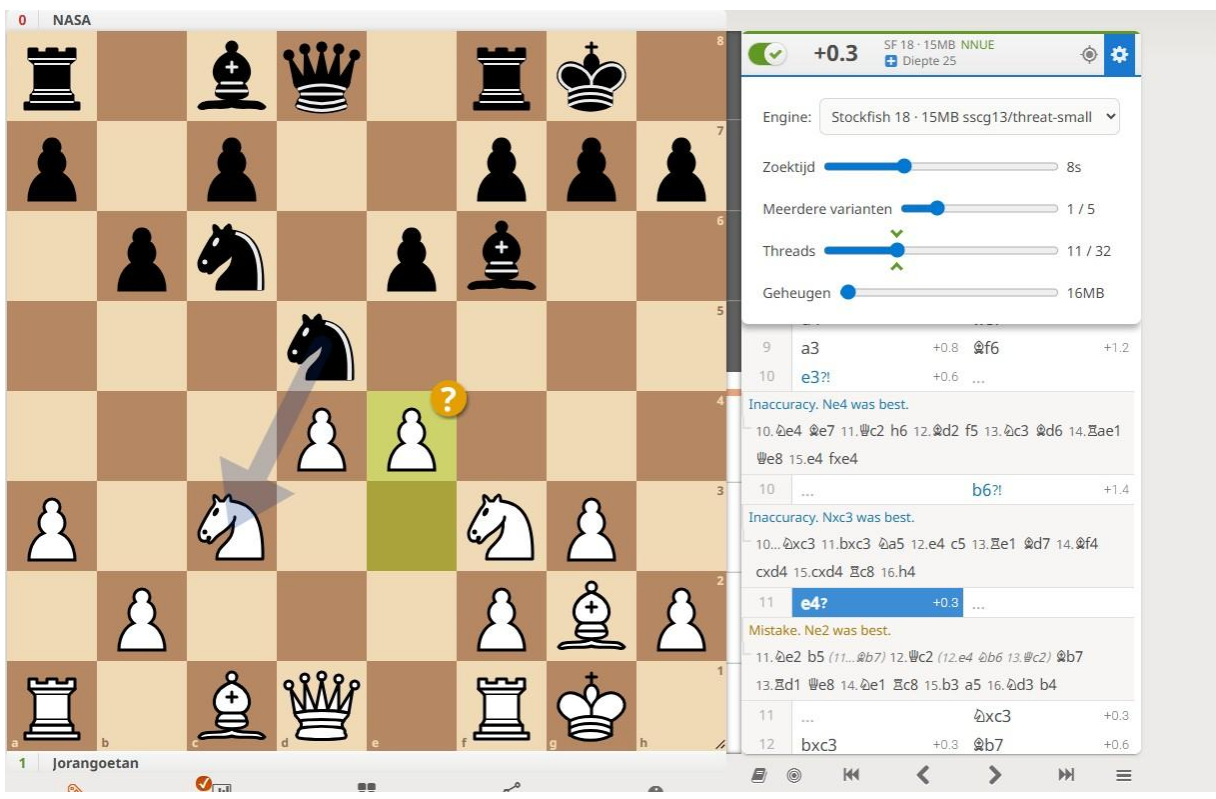 0 NASA
8
7
6
5
4
?
3
2
1
a b c d e f g h
1 Jorangoetan
+0.3 SF 18 · 15MB NNUE
Diepte 25
Engine: Stockfish 18 · 15MB sscg13/threat-small
Zoektijd 8s
Meerdere varianten 1 / 5
Threads 11 / 32
Geheugen 16MB
9 a3 +0.8 ♗f6 +1.2
10 e3?! +0.6 ...
Inaccuracy. Ne4 was best.
10.♘e4 ♗e7 11.♕c2 h6 12.♗d2 f5 13.♘c3 ♗d6 14.♖ae1
♕e8 15.e4 fxe4
10 ... b6?! +1.4
Inaccuracy. Nxc3 was best.
10...♘xc3 11.bxc3 ♘a5 12.e4 c5 13.♖e1 ♗d7 14.♗f4
cxd4 15.cxd4 ♖c8 16.h4
11 e4? +0.3 ...
Mistake. Ne2 was best.
11.♘e2 b5 (11...♗b7) 12.♕c2 (12.e4 ♘b6 13.♕c2) ♗b7
13.♖d1 ♕e8 14.♘e1 ♖c8 15.b3 a5 16.♘d3 b4
11 ... ♘xc3 +0.3
12 bxc3 +0.3 ♗b7 +0.6